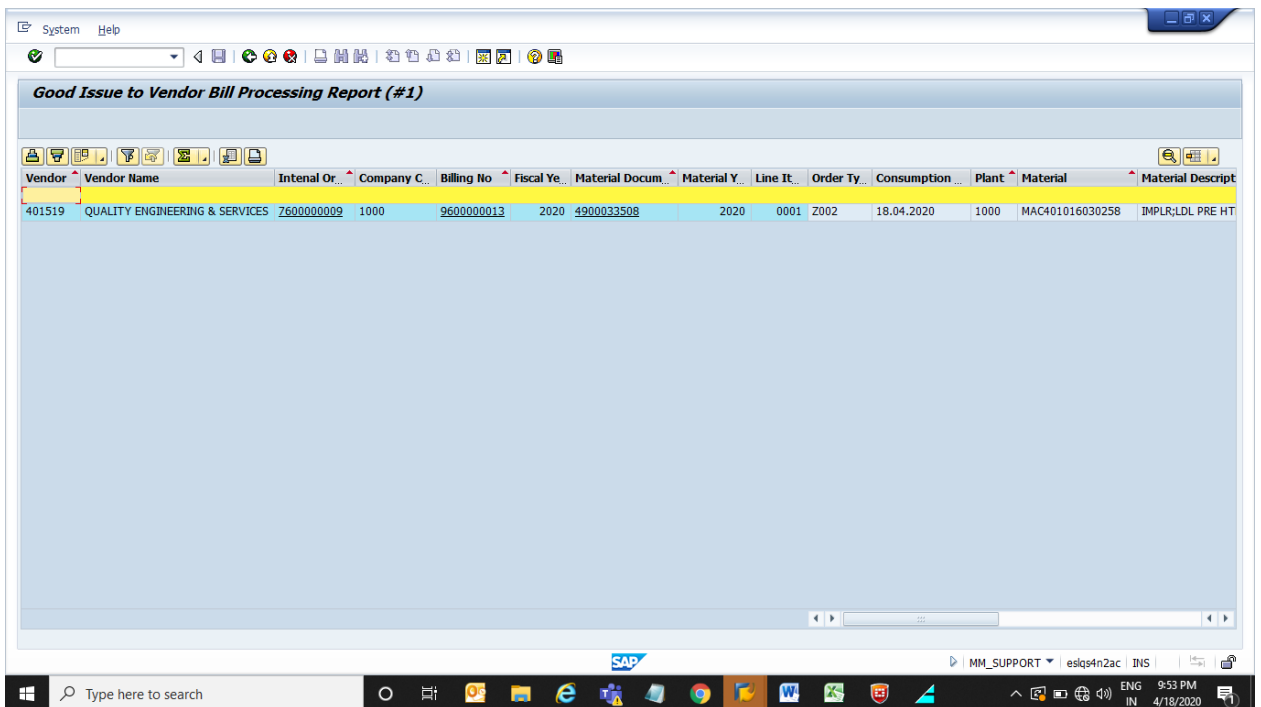 System Help
Good Issue to Vendor Bill Processing Report (#1)
Vendor Vendor Name Intenal Or... Company C... Billing No Fiscal Ye... Material Docum... Material Y... Line It... Order Ty... Consumption ... Plant Material Material Descript
401519 QUALITY ENGINEERING & SERVICES 7600000009 1000 9600000013 2020 4900033508 2020 0001 Z002 18.04.2020 1000 MAC401016030258 IMPLR;LDL PRE HT
SAP
MM_SUPPORT eslqs4n2ac INS
Type here to search
ENG 9:53 PM
IN 4/18/2020